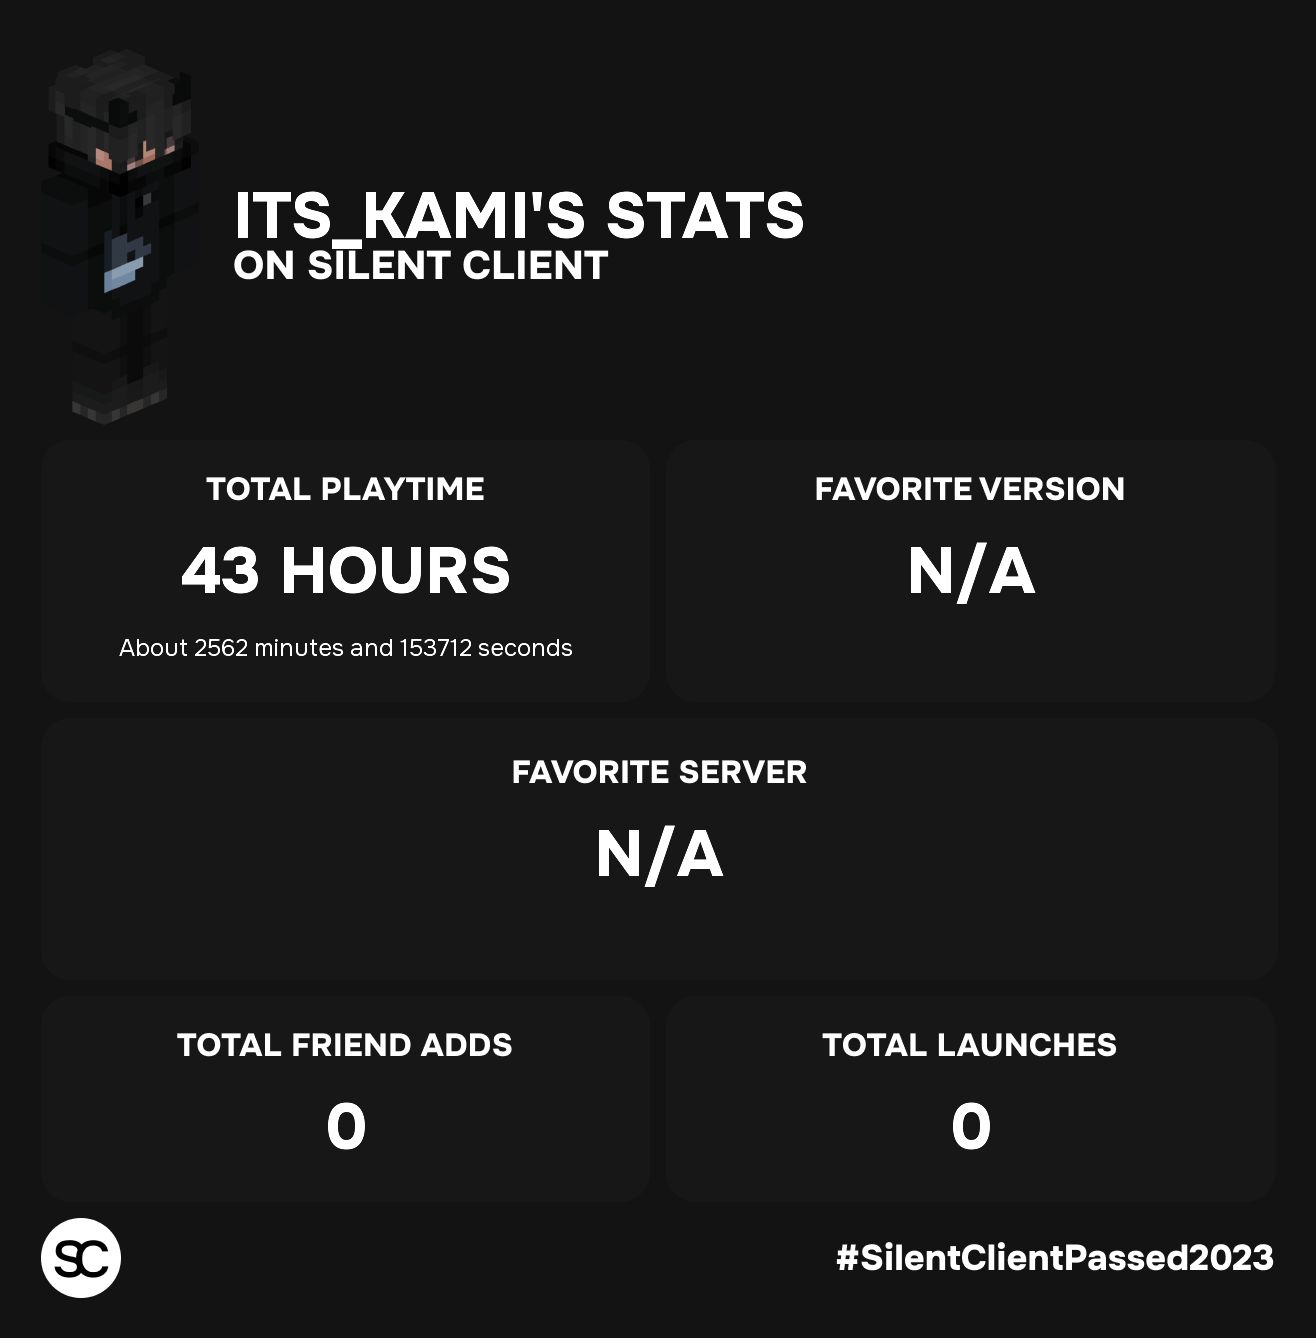 ITS_KAMI'S STATS
ON SILENT CLIENT
TOTAL PLAYTIME
43 HOURS
About 2562 minutes and 153712 seconds
FAVORITE VERSION
N/A
FAVORITE SERVER
N/A
TOTAL FRIEND ADDS
0
TOTAL LAUNCHES
0
SC
#SilentClientPassed2023